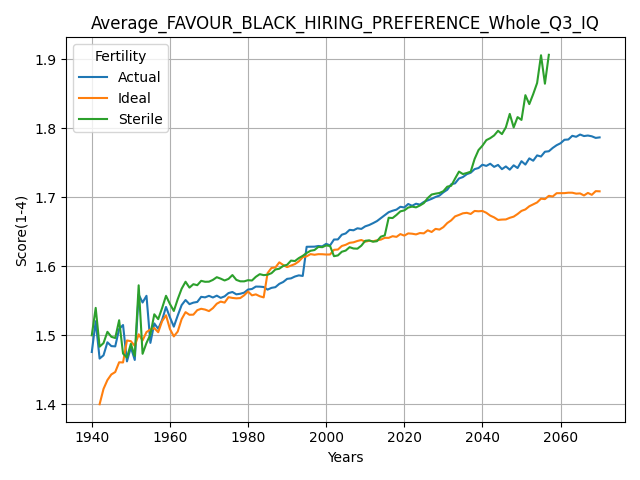 Average_FAVOUR_BLACK_HIRING_PREFERENCE_Whole_Q3_IQ
Fertility
Actual
Ideal
Sterile
Score(1-4)
1.9
1.8
1.7
1.6
1.5
1.4
1940 1960 1980 2000 2020 2040 2060
Years